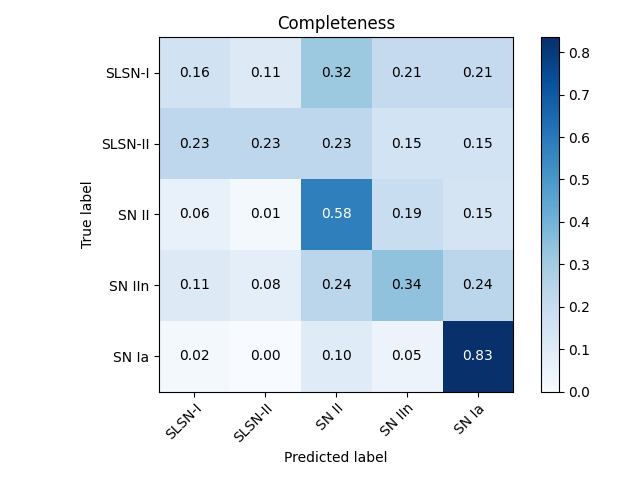 Completeness
SLSN-I 0.16 0.11 0.32 0.21 0.21
SLSN-II 0.23 0.23 0.23 0.15 0.15
SN II 0.06 0.01 0.58 0.19 0.15
SN IIn 0.11 0.08 0.24 0.34 0.24
SN Ia 0.02 0.00 0.10 0.05 0.83
SLSN-I SLSN-II SN II SN IIn SN Ia
Predicted label
True label
0.8
0.7
0.6
0.5
0.4
0.3
0.2
0.1
0.0